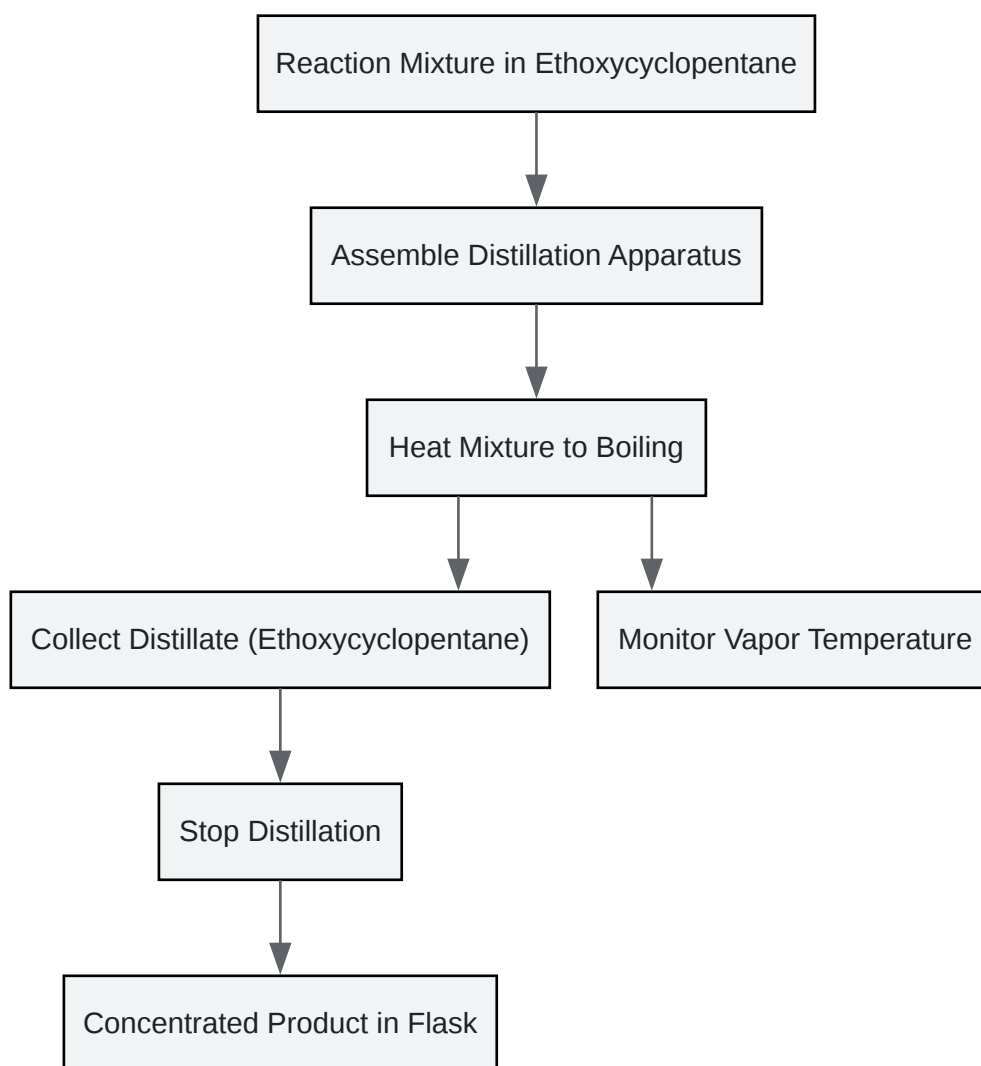 Reaction Mixture in Ethoxycyclopentane
Assemble Distillation Apparatus
Heat Mixture to Boiling
Collect Distillate (Ethoxycyclopentane)
Monitor Vapor Temperature
Stop Distillation
Concentrated Product in Flask